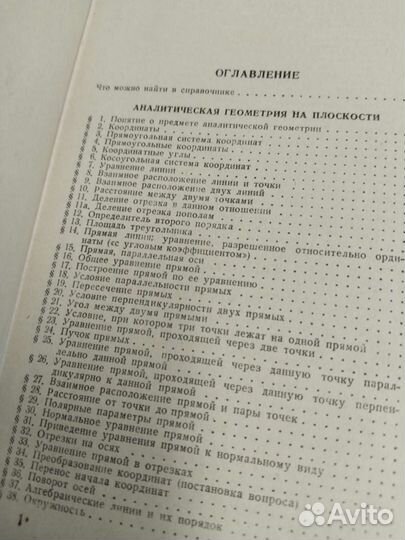 ОГЛАВЛЕНИЕ
Что можно найти в справочнике
АНАЛИТИЧЕСКАЯ ГЕОМЕТРИЯ НА ПЛОСКОСТИ
§ 1. Понятие о предмете аналитической геометрии
§ 2. Координаты
§ 3. Прямоугольная система координат
§ 4. Прямоугольные координаты
§ 5. Координатные углы
§ 6. Косоугольная система координат
§ 7. Уравнение линии
§ 8. Взаимное расположение линии и точки
§ 9. Взаимное расположение двух линий
§ 10. Расстояние между двумя точками
§ 11. Деление отрезка в данном отношении
§ 11а. Деление отрезка пополам
§ 12. Определитель второго порядка
§ 13. Площадь треугольника
§ 14. Прямая линия; уравнение, разрешенное относительно орди-
наты («с угловым коэффициентом»)
§ 15. Прямая, параллельная оси
§ 16. Общее уравнение прямой
§ 17. Построение прямой по ее уравнению
§ 18. Условие параллельности прямых
§ 19. Пересечение прямых
§ 20. Условие перпендикулярности двух прямых
§ 21. Угол между двумя прямыми
§ 22. Условие, при котором три точки лежат на одной прямой
§ 23. Уравнение прямой, проходящей через две точки
§ 24. Пучок прямых
§ 25. Уравнение прямой, проходящей через данную точку парал-
лельно данной прямой
§ 26. Уравнение прямой, проходящей через данную точку перпен-
дикулярно к данной прямой
§ 27. Взаимное расположение прямой и пары точек
§ 28. Расстояние от точки до прямой
§ 29. Полярные параметры прямой
§ 30. Нормальное уравнение прямой
§ 31. Приведение уравнения прямой к нормальному виду
§ 32. Отрезки на осях
§ 33. Уравнение прямой в отрезках
§ 34. Преобразование координат (постановка вопроса)
§ 35. Перенос начала координат
§ 36. Поворот осей
§ 37. Алгебраические линии и их порядок
§ 38. Окружность
1*
Avito